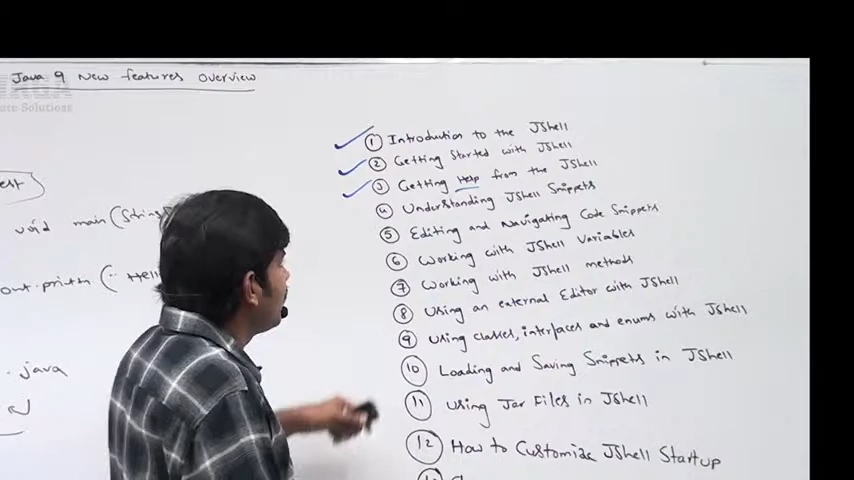 Java 9 New features Overview
ate Solutions
est
void main(String
out.println("Hell
.java
① Introduction to the JShell
② Getting Started with JShell
③ Getting Help from the JShell
④ Understanding JShell Snippets
⑤ Editing and Navigating Code Snippets
⑥ Working with JShell Variables
⑦ Working with JShell methods
⑧ Using an external Editor with JShell
⑨ Using classes, interfaces and enums with JShell
⑩ Loading and Saving Snippets in JShell
⑪ Using Jar Files in JShell
⑫ How to Customize JShell Startup